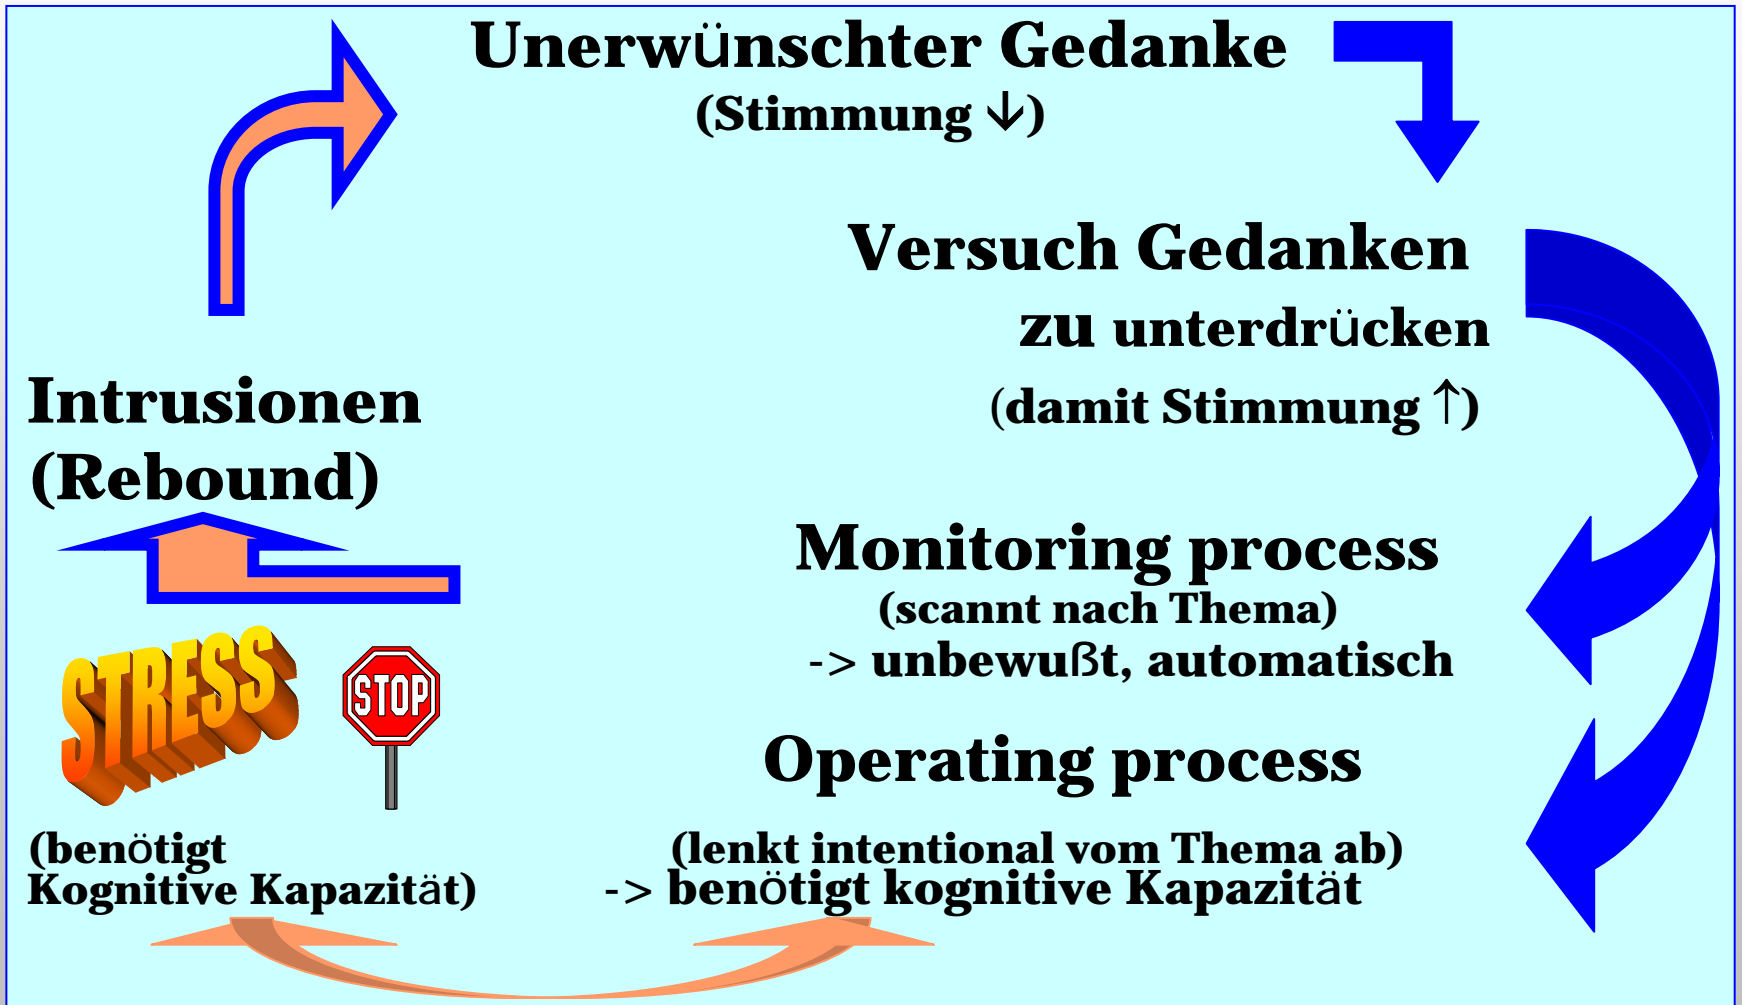 Unerwünschter Gedanke
(Stimmung ↓)
Versuch Gedanken
zu unterdrücken
(damit Stimmung ↑)
Intrusionen
(Rebound)
Monitoring process
(scannt nach Thema)
-> unbewußt, automatisch
STRESS
STOP
Operating process
(benötigt
Kognitive Kapazität)
(lenkt intentional vom Thema ab)
-> benötigt kognitive Kapazität